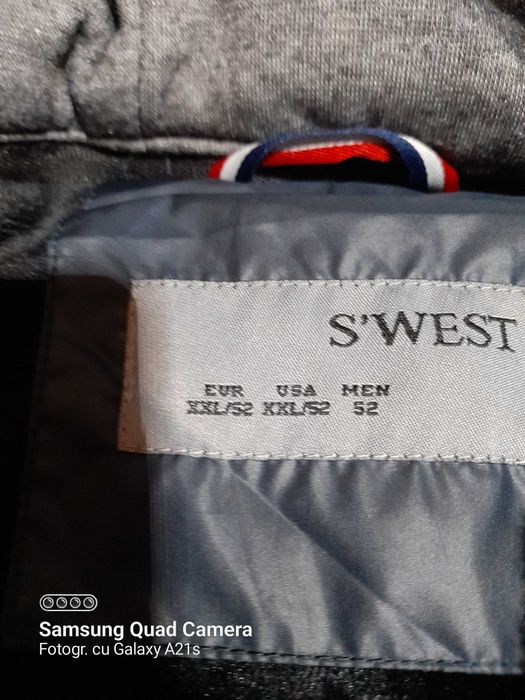 S'WEST
EUR USA MEN
XXL/52 XXL/52 52
Samsung Quad Camera
Fotogr. cu Galaxy A21s